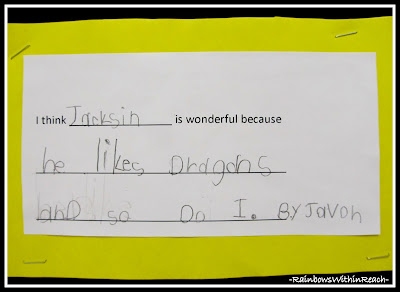 I think Jacksin is wonderful because
he likes Dragons
anD so Do I. By Javon
-RainbowsWithinReach-